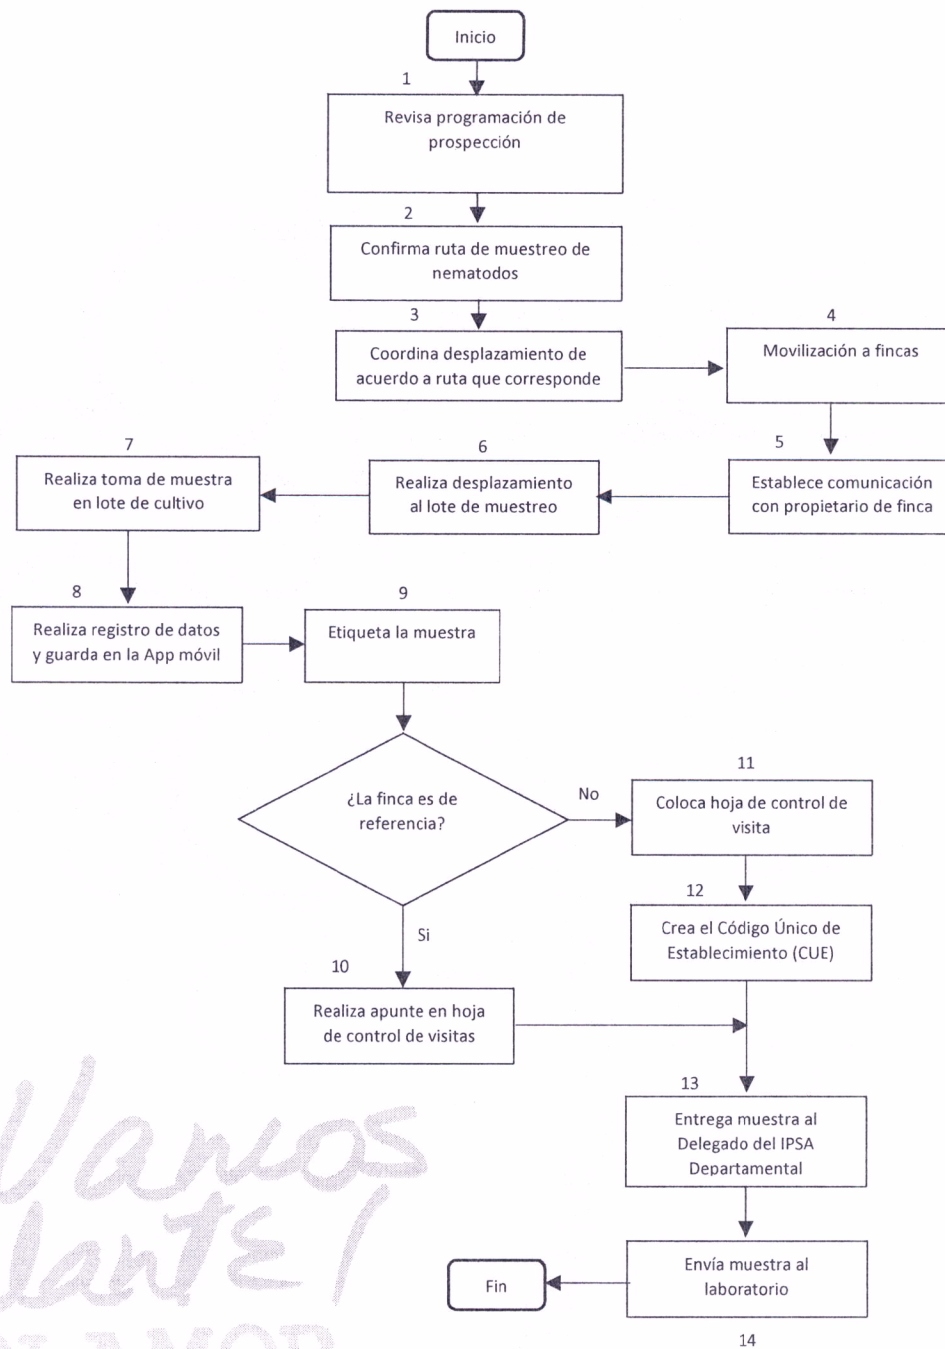 Inicio
1
Revisa programación de
prospección
2
Confirma ruta de muestreo de
nematodos
3
Coordina desplazamiento de
acuerdo a ruta que corresponde
4
Movilización a fincas
5
Establece comunicación
con propietario de finca
6
Realiza desplazamiento
al lote de muestreo
7
Realiza toma de muestra
en lote de cultivo
8
Realiza registro de datos
y guarda en la App móvil
9
Etiqueta la muestra
¿La finca es de
referencia?
No
11
Coloca hoja de control de
visita
12
Crea el Código Único de
Establecimiento (CUE)
Si
10
Realiza apunte en hoja
de control de visitas
13
Entrega muestra al
Delegado del IPSA
Departamental
Envía muestra al
laboratorio
14
Fin
Vamos
lante!